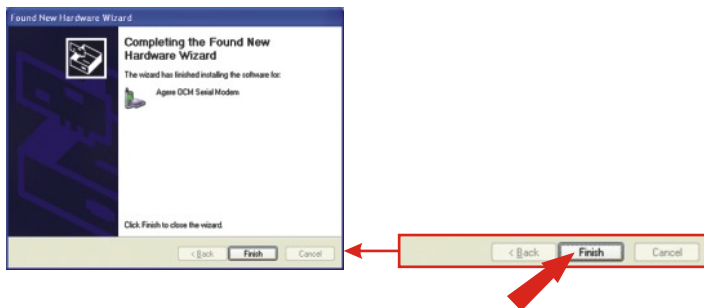 Found New Hardware Wizard
Completing the Found New
Hardware Wizard
The wizard has finished installing the software for:
Agere OCM Serial Modem
Click Finish to close the wizard.
< Back Finish Cancel
< Back Finish Cancel